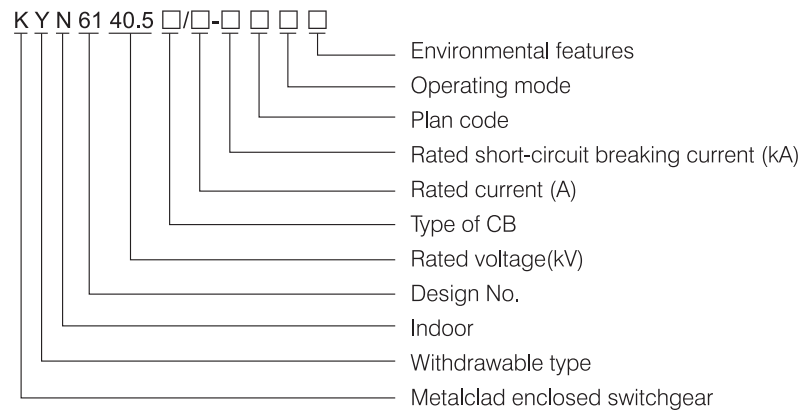 K Y N 61 40.5 □/□-□ □ □ □
Environmental features
Operating mode
Plan code
Rated short-circuit breaking current (kA)
Rated current (A)
Type of CB
Rated voltage(kV)
Design No.
Indoor
Withdrawable type
Metalclad enclosed switchgear